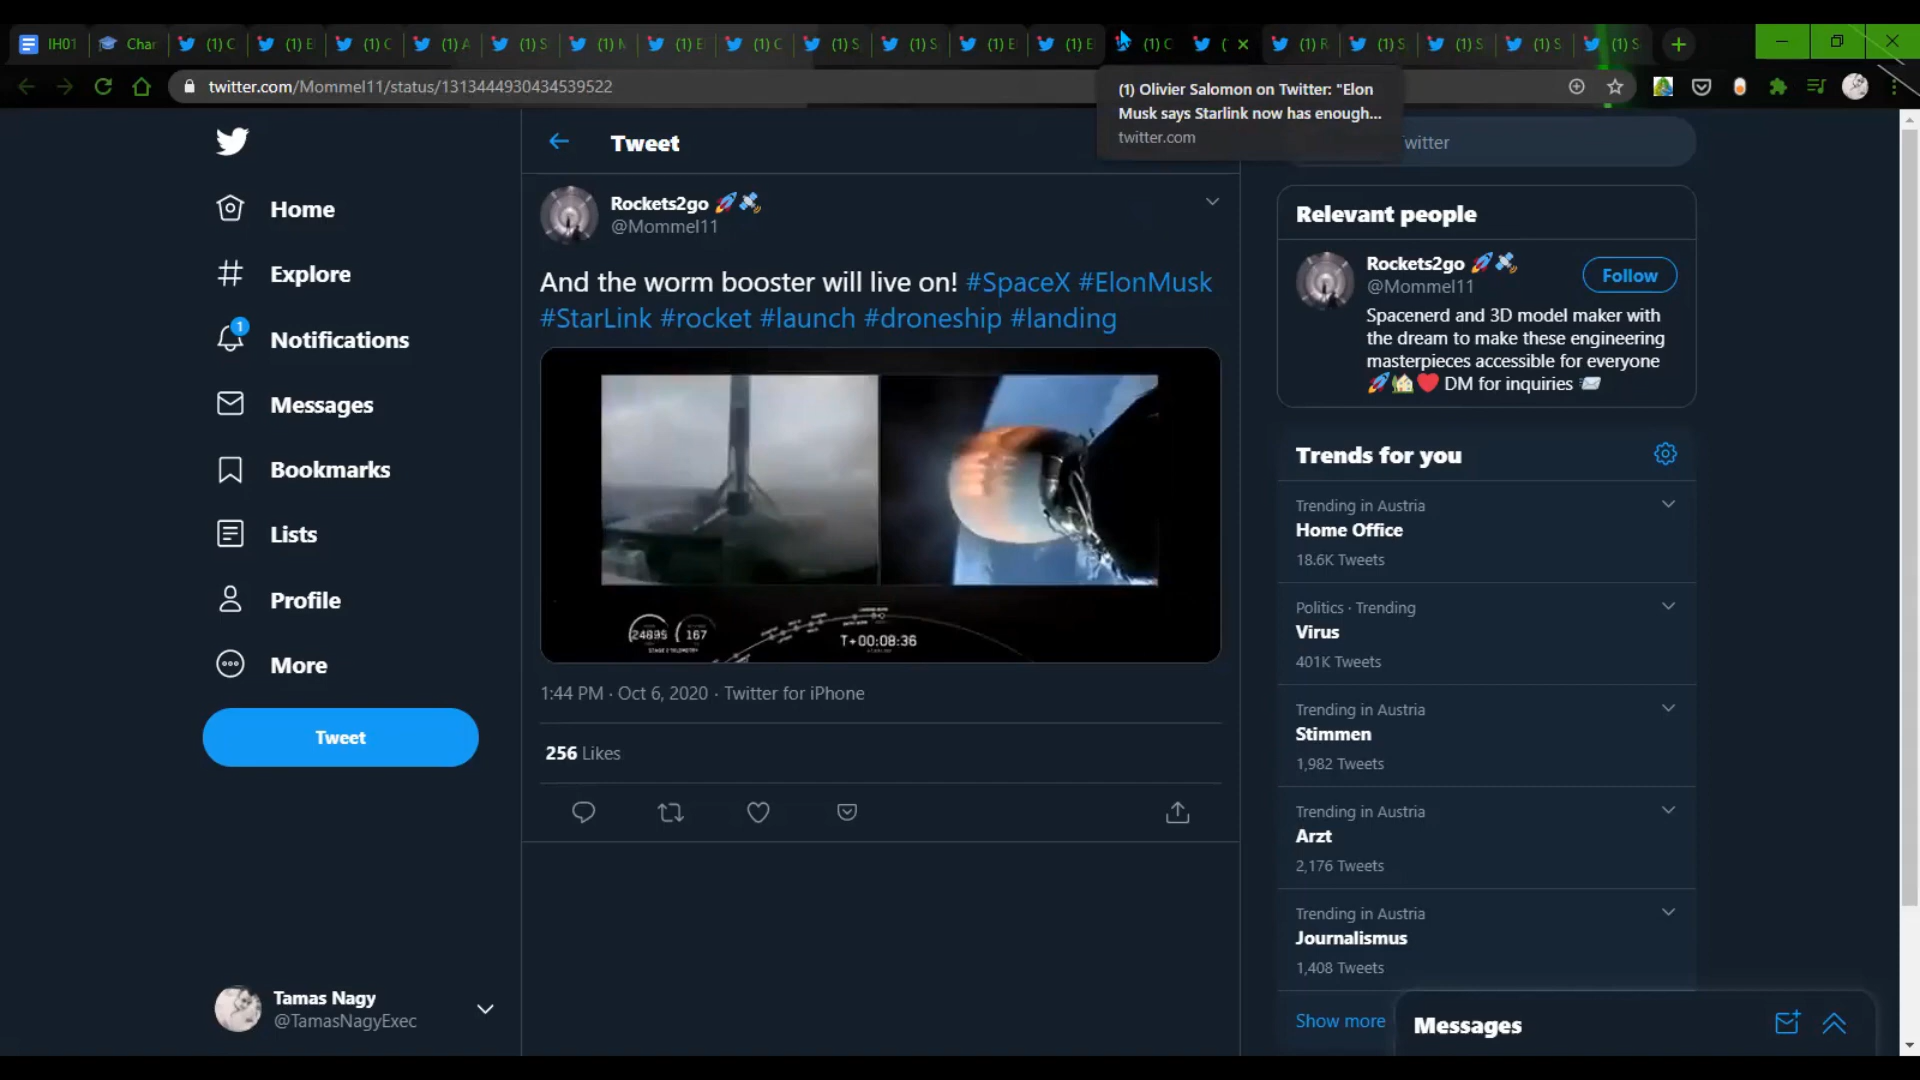 IH01
Char
(1) C
(1) E
(1) C
(1) A
(1) S
(1) N
(1) E
(1) C
(1) S
(1) S
(1) E
(1) E
(1) C
(
(1) R
(1) S
(1) S
(1) S
(1) S
twitter.com/Mommel11/status/1313444930434539522
(1) Olivier Salomon on Twitter: "Elon
Musk says Starlink now has enough...
twitter.com
Home
Explore
1
Notifications
Messages
Bookmarks
Lists
Profile
More
Tweet
Tamas Nagy
@TamasNagyExec
Tweet
Rockets2go
@Mommel11
And the worm booster will live on! #SpaceX #ElonMusk
#StarLink #rocket #launch #droneship #landing
24895
167
STAGE 2 TELEMETRY
T+00:08:36
1:44 PM · Oct 6, 2020 · Twitter for iPhone
256 Likes
witter
Relevant people
Rockets2go
@Mommel11
Follow
Spacenerd and 3D model maker with
the dream to make these engineering
masterpieces accessible for everyone
DM for inquiries
Trends for you
Trending in Austria
Home Office
18.6K Tweets
Politics · Trending
Virus
401K Tweets
Trending in Austria
Stimmen
1,982 Tweets
Trending in Austria
Arzt
2,176 Tweets
Trending in Austria
Journalismus
1,408 Tweets
Show more
Messages